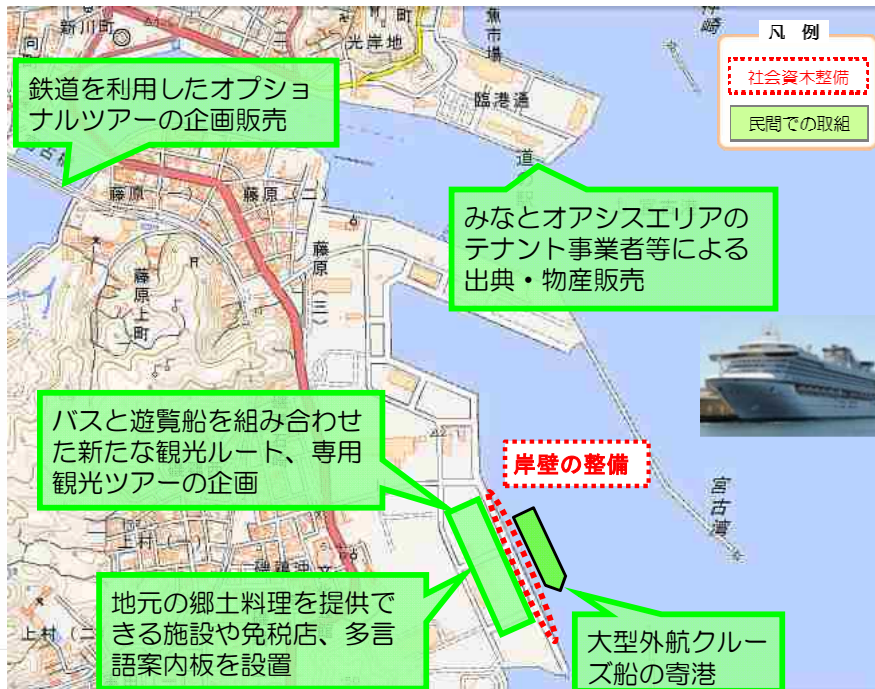 新川町
光岸地
町
魚市場
凡 例
社会資木整備
民間での取組
鉄道を利用したオプショ
ナルツアーの企画販売
臨港通
道の駅
藤原(一)
藤原(二)
藤原(三)
藤原上町
みなとオアシスエリアの
テナント事業者等による
出典・物産販売
バスと遊覧船を組み合わせ
た新たな観光ルート、専用
観光ツアーの企画
岸壁の整備
宮古湾
上村(一)
磯鶏沖
上村(二)
地元の郷土料理を提供で
きる施設や免税店、多言
語案内板を設置
大型外航クルー
ズ船の寄港